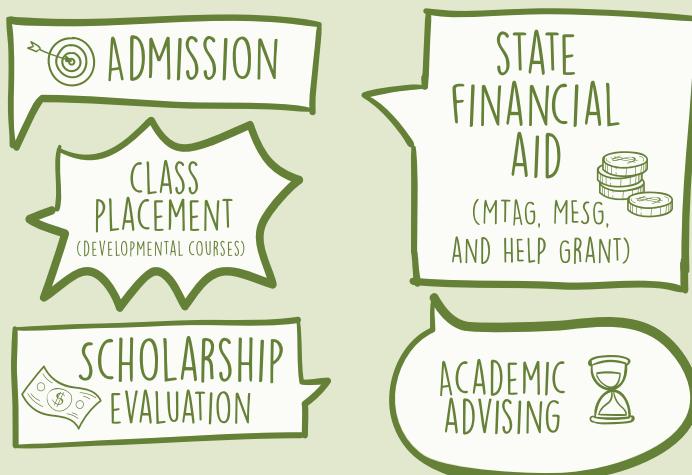 ADMISSION
CLASS
PLACEMENT
(DEVELOPMENTAL COURSES)
SCHOLARSHIP
EVALUATION
STATE
FINANCIAL
AID
(MTAG, MESG,
AND HELP GRANT)
ACADEMIC
ADVISING